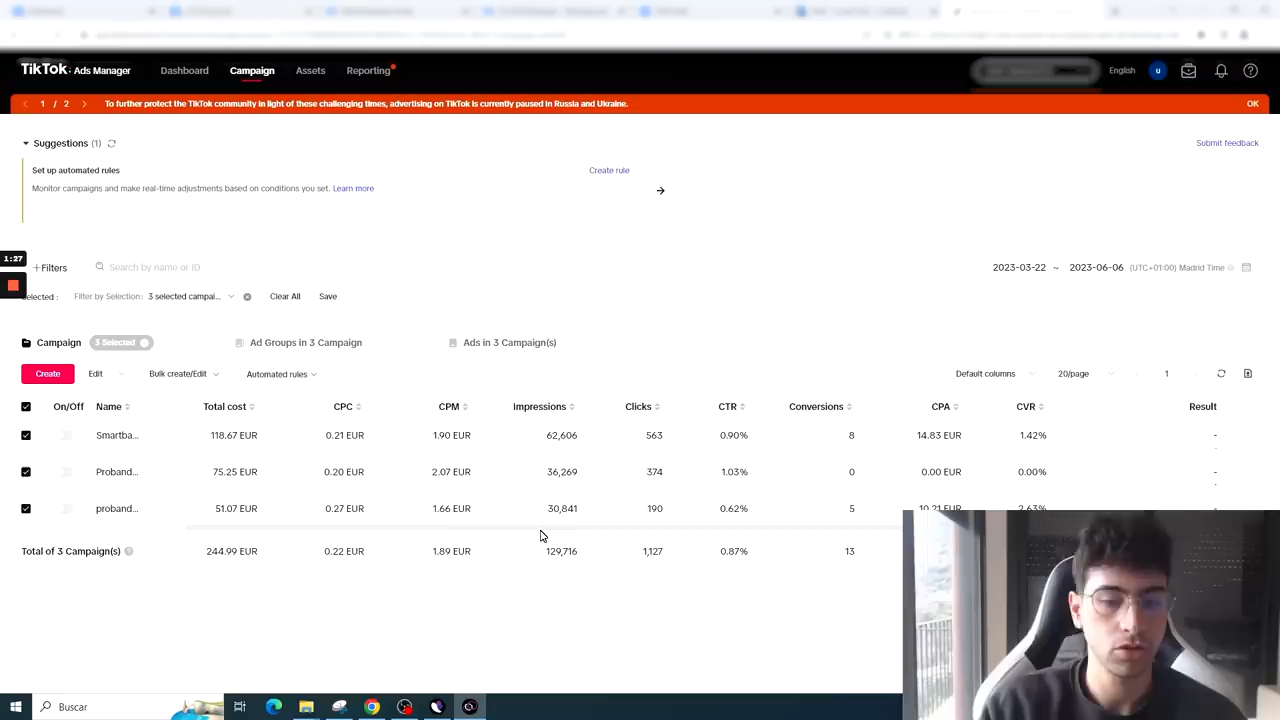 TikTok: Ads Manager Dashboard Campaign Assets Reporting English u
1 / 2 To further protect the TikTok community in light of these challenging times, advertising on TikTok is currently paused in Russia and Ukraine. OK
Suggestions (1) Submit feedback
Set up automated rules Create rule
Monitor campaigns and make real-time adjustments based on conditions you set. Learn more
1:27
+Filters Search by name or ID 2023-03-22 ~ 2023-06-06 (UTC+01:00) Madrid Time
elected : Filter by Selection: 3 selected campai... Clear All Save
Campaign 3 Selected Ad Groups in 3 Campaign Ads in 3 Campaign(s)
Create Edit Bulk create/Edit Automated rules Default columns 20/page 1
On/Off Name Total cost CPC CPM Impressions Clicks CTR Conversions CPA CVR Result
Smartba... 118.67 EUR 0.21 EUR 1.90 EUR 62,606 563 0.90% 8 14.83 EUR 1.42% -
Proband... 75.25 EUR 0.20 EUR 2.07 EUR 36,269 374 1.03% 0 0.00 EUR 0.00% -
proband... 51.07 EUR 0.27 EUR 1.66 EUR 30,841 190 0.62% 5 10.21 EUR 2.63% -
Total of 3 Campaign(s) 244.99 EUR 0.22 EUR 1.89 EUR 129,716 1,127 0.87% 13
Buscar